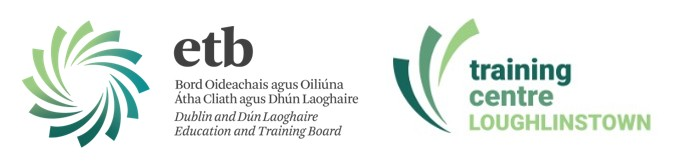 etb
Bord Oideachais agus Oiliúna
Átha Cliath agus Dhún Laoghaire
Dublin and Dún Laoghaire
Education and Training Board
training
centre
LOUGHLINSTOWN